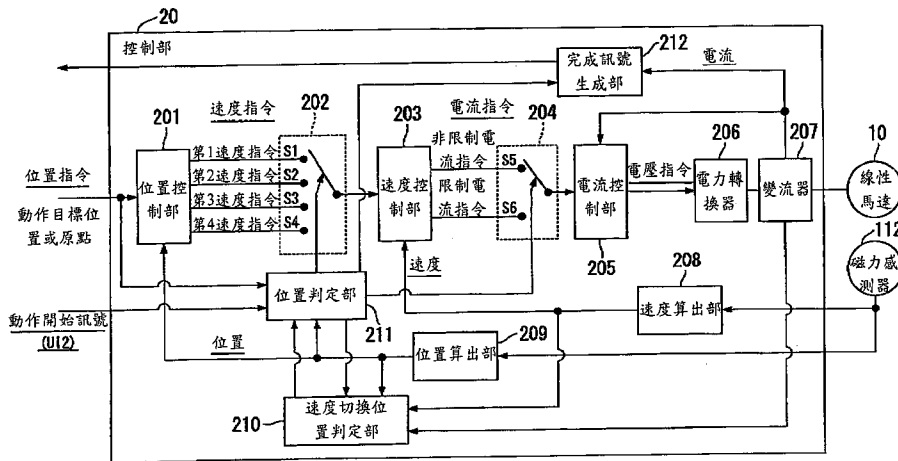 20
控制部
212
完成訊號
生成部
電流
速度指令
202
電流指令
204
201
203
非限制電
206
207
10
第1速度指令
S1
流指令
S5
位置指令
位置控
制部
第2速度指令
S2
速度控
制部
限制電
電流控
制部
電壓指令
電力轉
換器
變流器
線性
馬達
動作目標位
置或原點
第3速度指令
S3
流指令
S6
第4速度指令
S4
205
112
速度
208
磁力感
測器
位置判定部
速度算出部
動作開始訊號
(UI2)
211
209
位置
位置算出部
210
速度切換位
置判定部